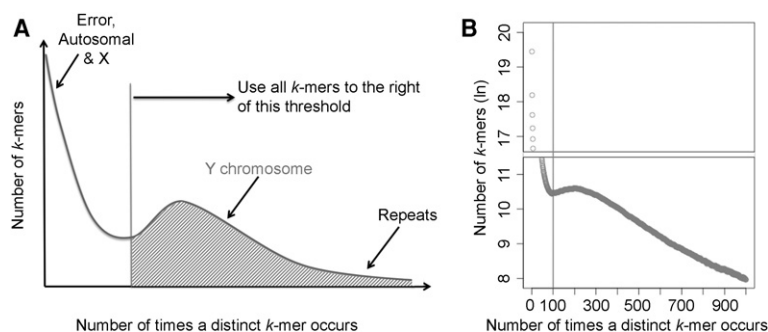 A
Error,
Autosomal
& X
Use all k-mers to the right
of this threshold
Y chromosome
Repeats
Number of k-mers
Number of times a distinct k-mer occurs
B
20
19
18
17
11
10
9
8
Number of k-mers (ln)
0 100 300 500 700 900
Number of times a distinct k-mer occurs